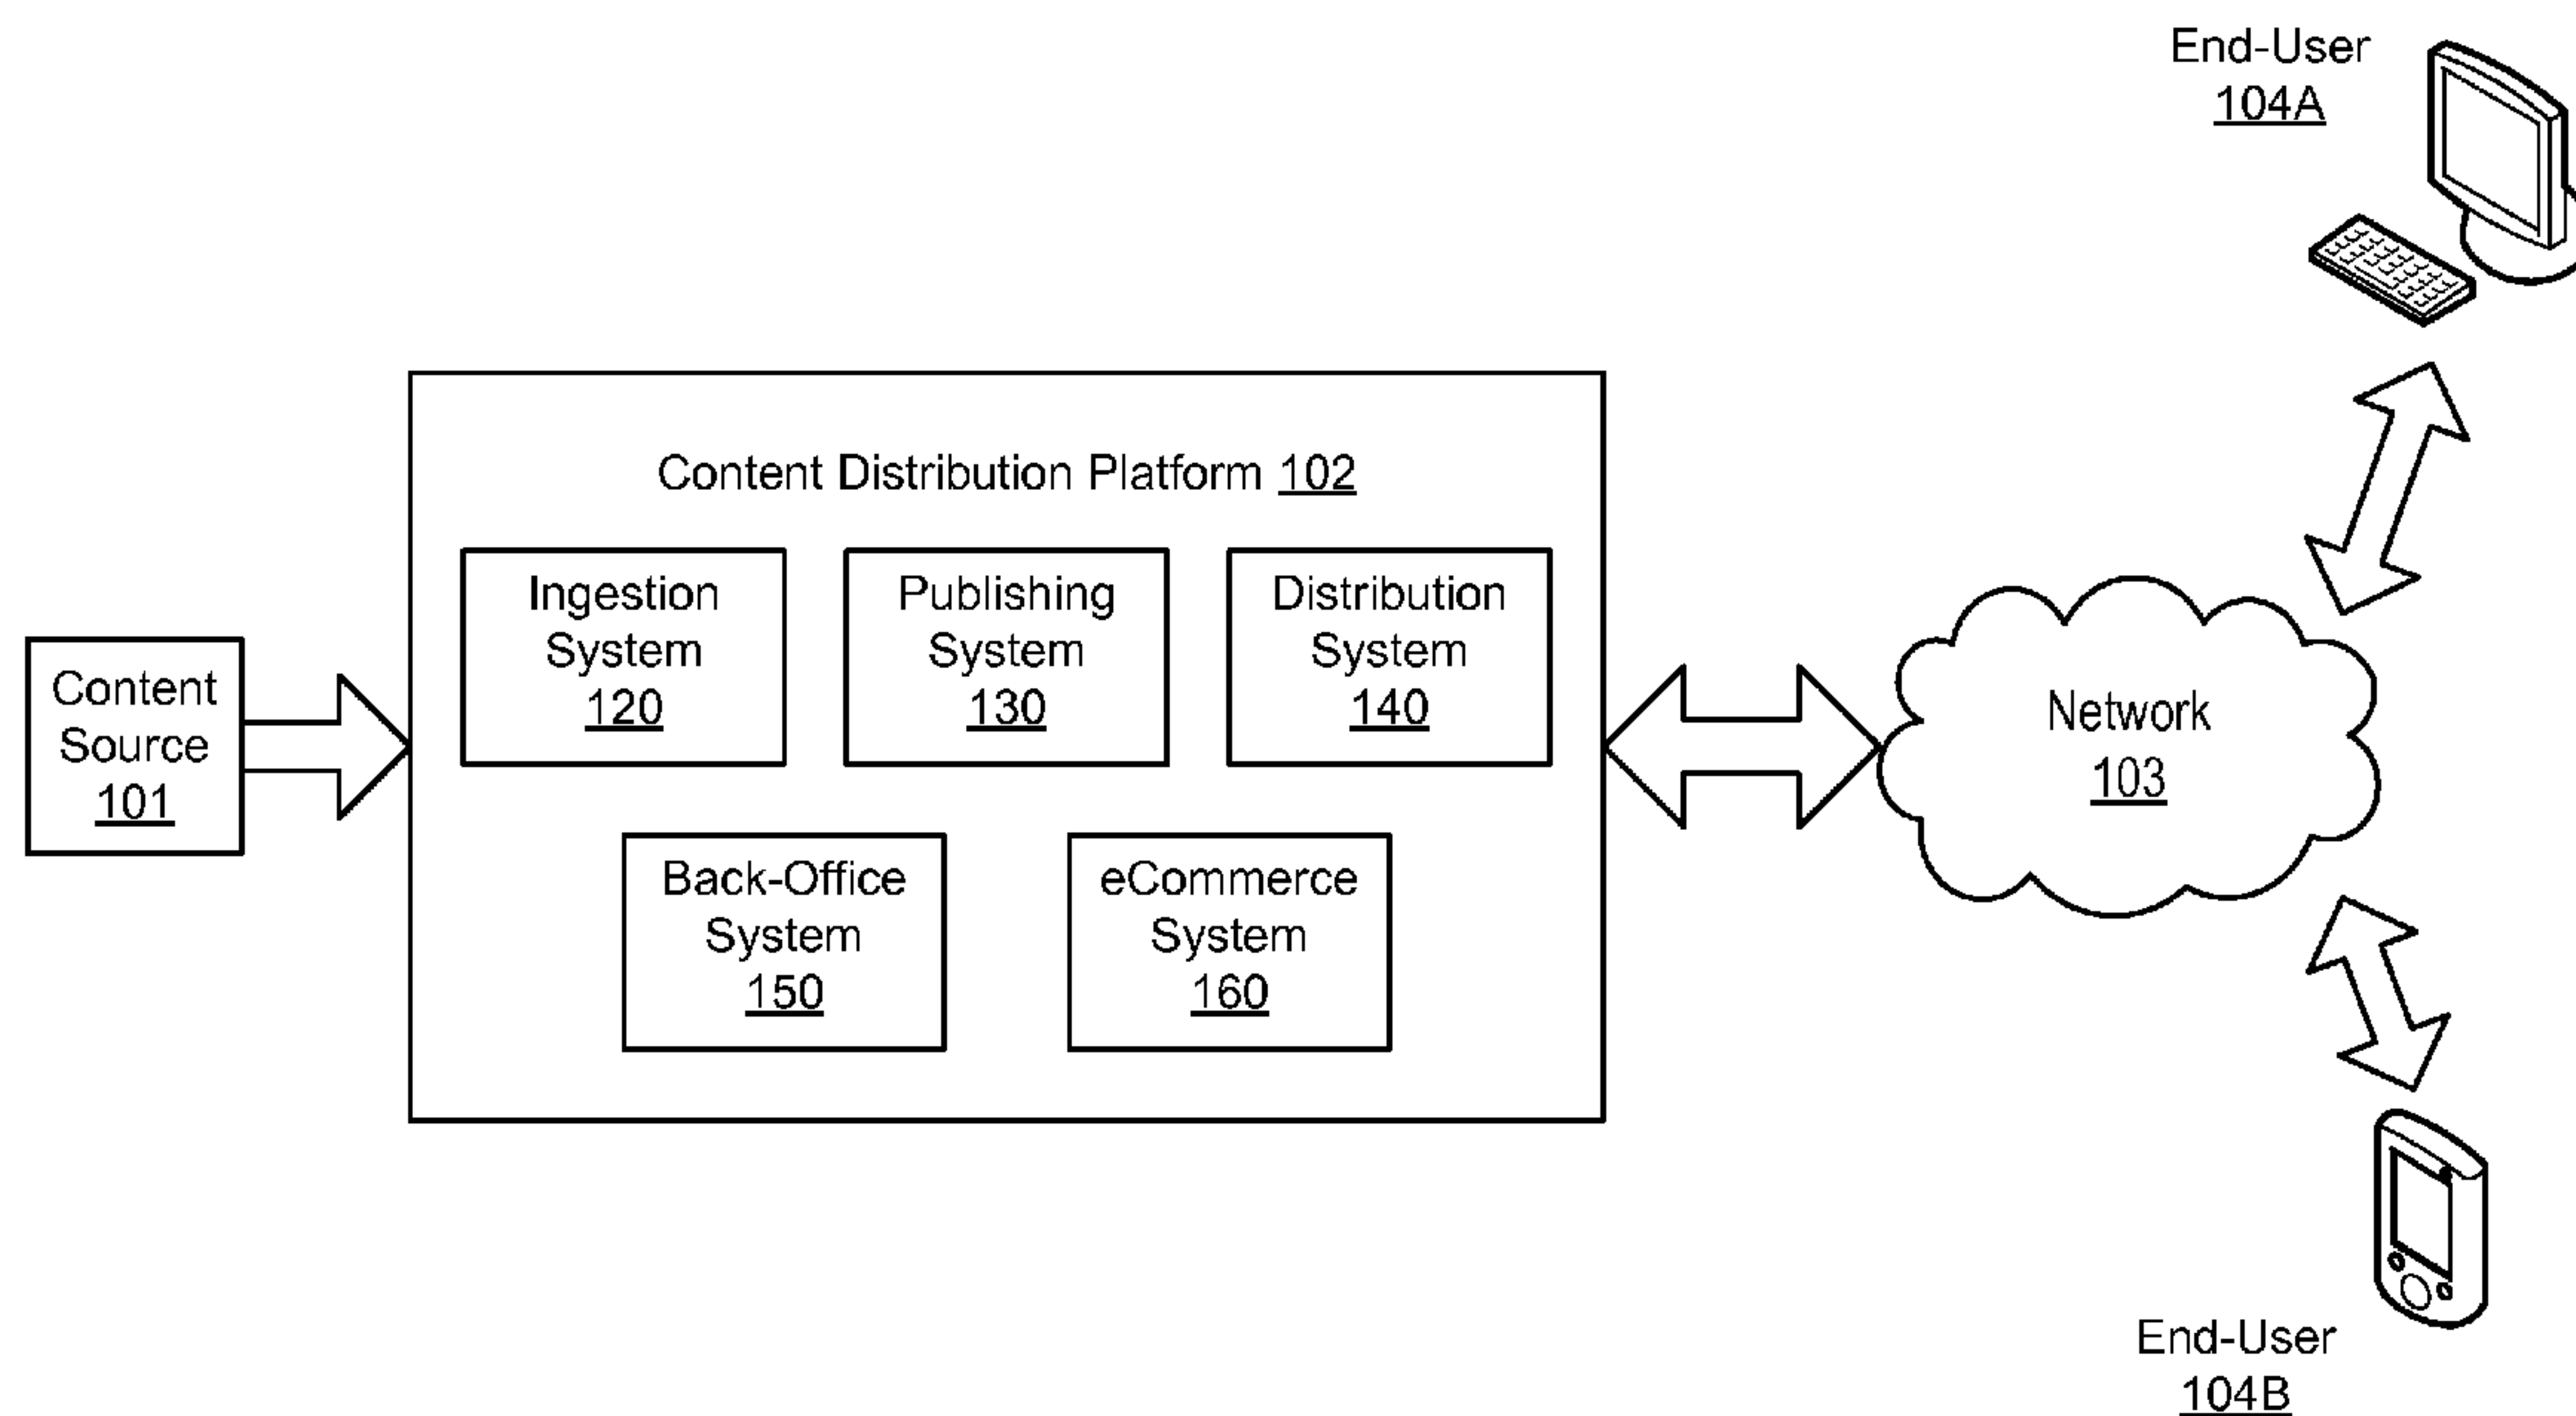 End-User
104A
Content Distribution Platform 102
Ingestion
System
120
Publishing
System
130
Distribution
System
140
Content
Source
101
Network
103
Back-Office
System
150
eCommerce
System
160
End-User
104B